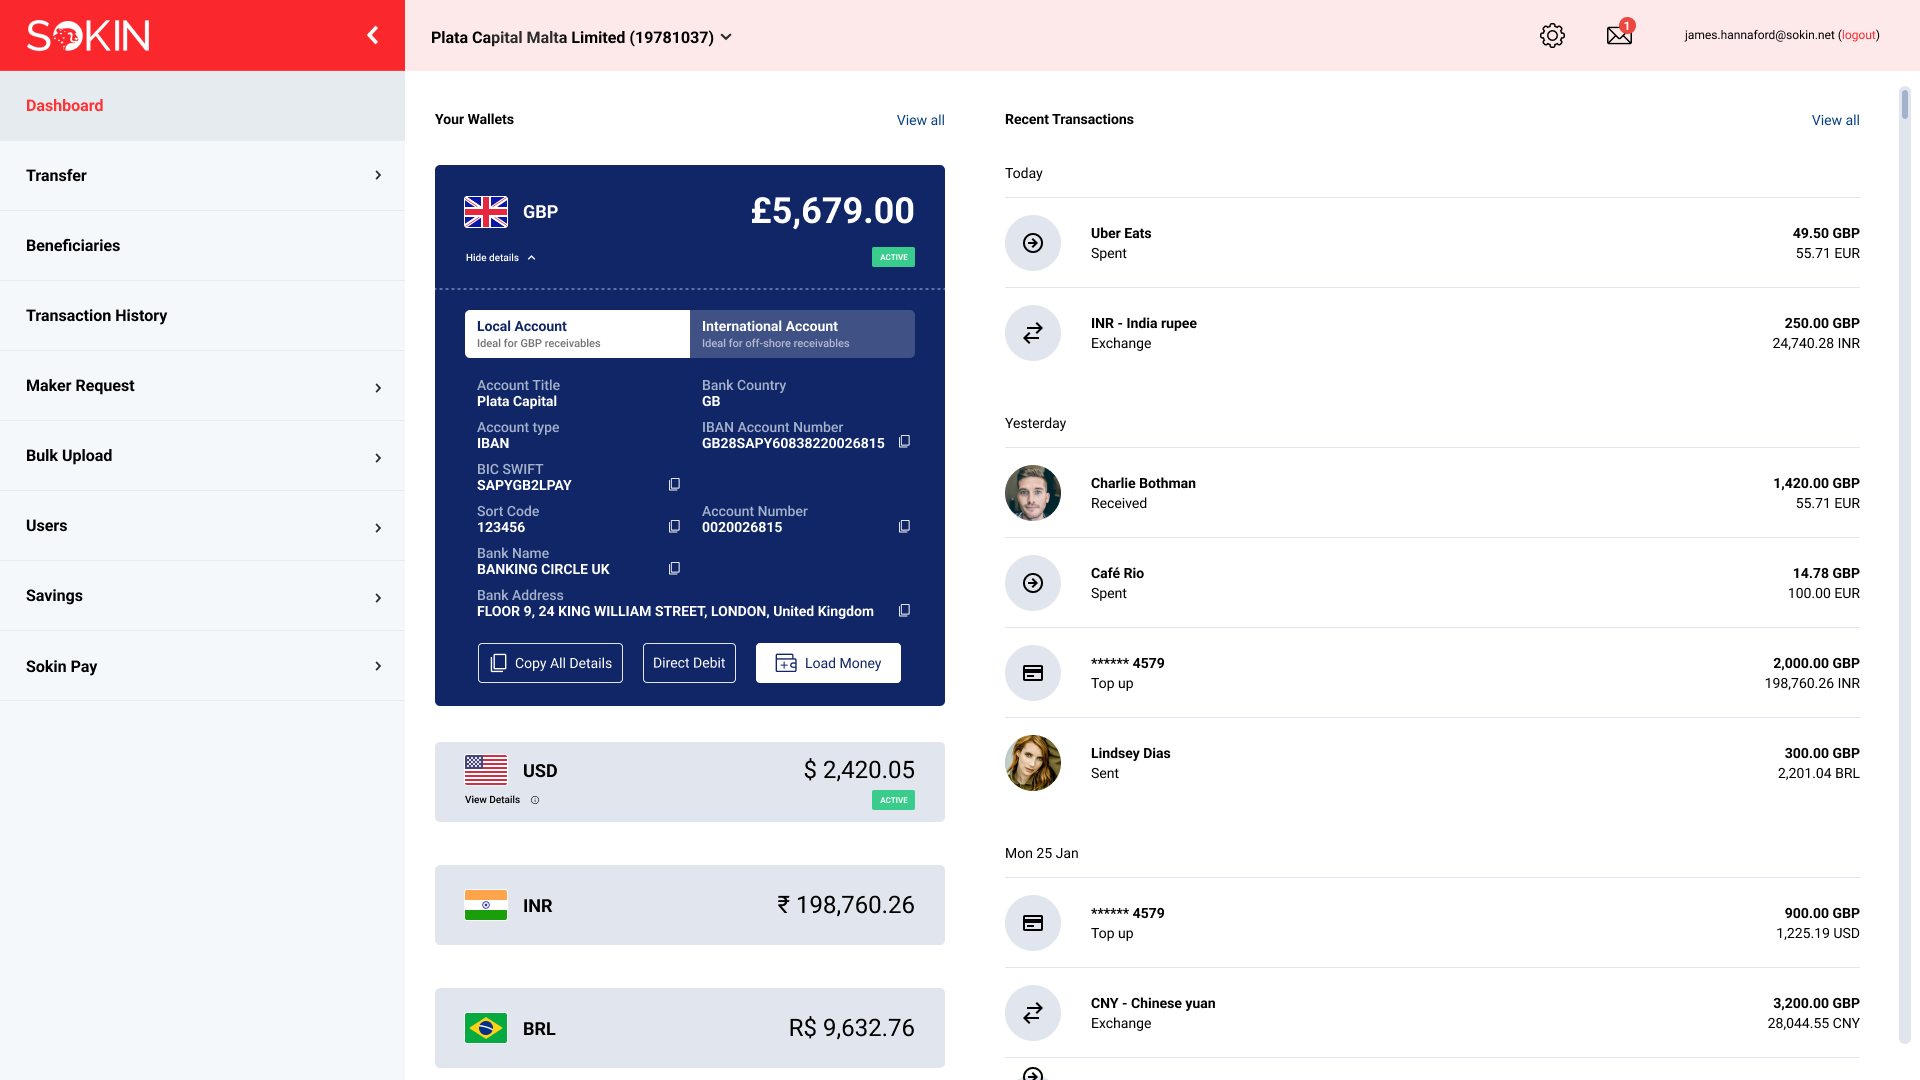 SOKIN
Plata Capital Malta Limited (19781037)
1
james.hannaford@sokin.net (logout)
Dashboard
Transfer
Beneficiaries
Transaction History
Maker Request
Bulk Upload
Users
Savings
Sokin Pay
Your Wallets
View all
GBP
£5,679.00
Hide details
ACTIVE
Local Account
Ideal for GBP receivables
International Account
Ideal for off-shore receivables
Account Title
Plata Capital
Bank Country
GB
Account type
IBAN
IBAN Account Number
GB28SAPY60838220026815
BIC SWIFT
SAPYGB2LPAY
Sort Code
123456
Account Number
0020026815
Bank Name
BANKING CIRCLE UK
Bank Address
FLOOR 9, 24 KING WILLIAM STREET, LONDON, United Kingdom
Copy All Details
Direct Debit
Load Money
USD
$ 2,420.05
View Details
ACTIVE
INR
₹ 198,760.26
BRL
R$ 9,632.76
Recent Transactions
View all
Today
Uber Eats
49.50 GBP
Spent
55.71 EUR
INR - India rupee
250.00 GBP
Exchange
24,740.28 INR
Yesterday
Charlie Bothman
1,420.00 GBP
Received
55.71 EUR
Café Rio
14.78 GBP
Spent
100.00 EUR
****** 4579
2,000.00 GBP
Top up
198,760.26 INR
Lindsey Dias
300.00 GBP
Sent
2,201.04 BRL
Mon 25 Jan
****** 4579
900.00 GBP
Top up
1,225.19 USD
CNY - Chinese yuan
3,200.00 GBP
Exchange
28,044.55 CNY